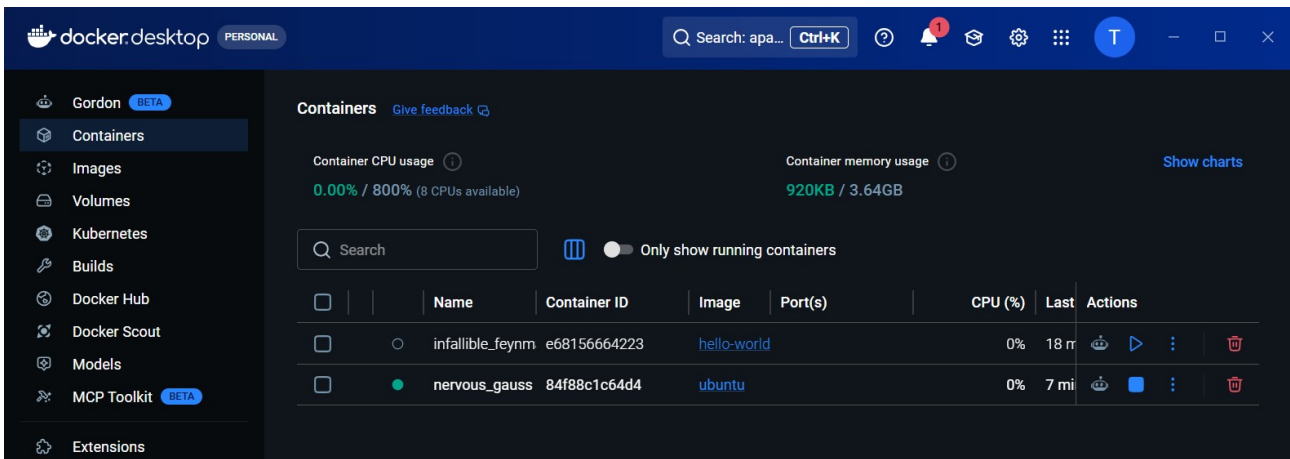 docker.desktop PERSONAL Search: apa... Ctrl+K 1 T
Gordon BETA
Containers
Images
Volumes
Kubernetes
Builds
Docker Hub
Docker Scout
Models
MCP Toolkit BETA
Extensions
Containers Give feedback
Container CPU usage Container memory usage Show charts
0.00% / 800% (8 CPUs available) 920KB / 3.64GB
Search Only show running containers
Name Container ID Image Port(s) CPU (%) Last Actions
infallible_feynm e68156664223 hello-world 0% 18 m
nervous_gauss 84f88c1c64d4 ubuntu 0% 7 mi